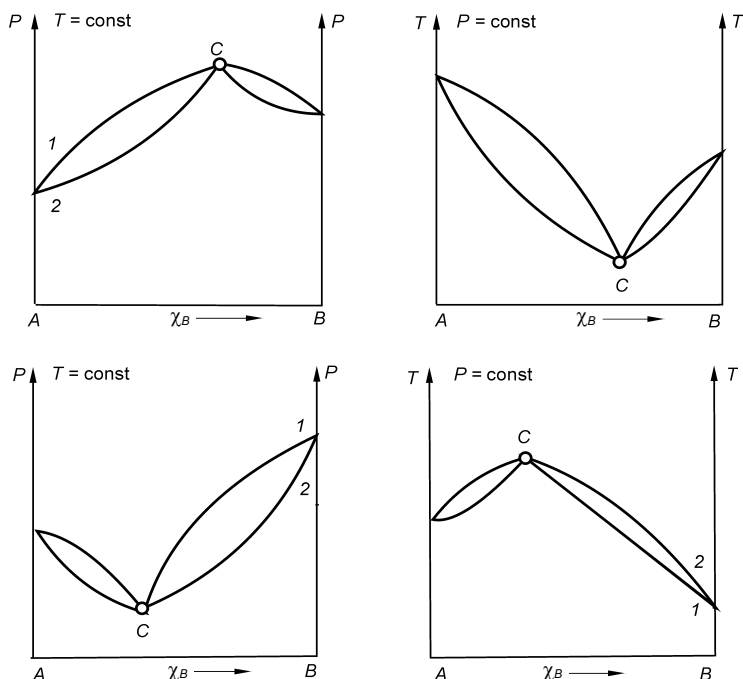 P T = const P
C
1
2
A χB B
T P = const T
C
A χB B
P T = const P
1
2
C
A χB B
T P = const T
C
2
1
A χB B